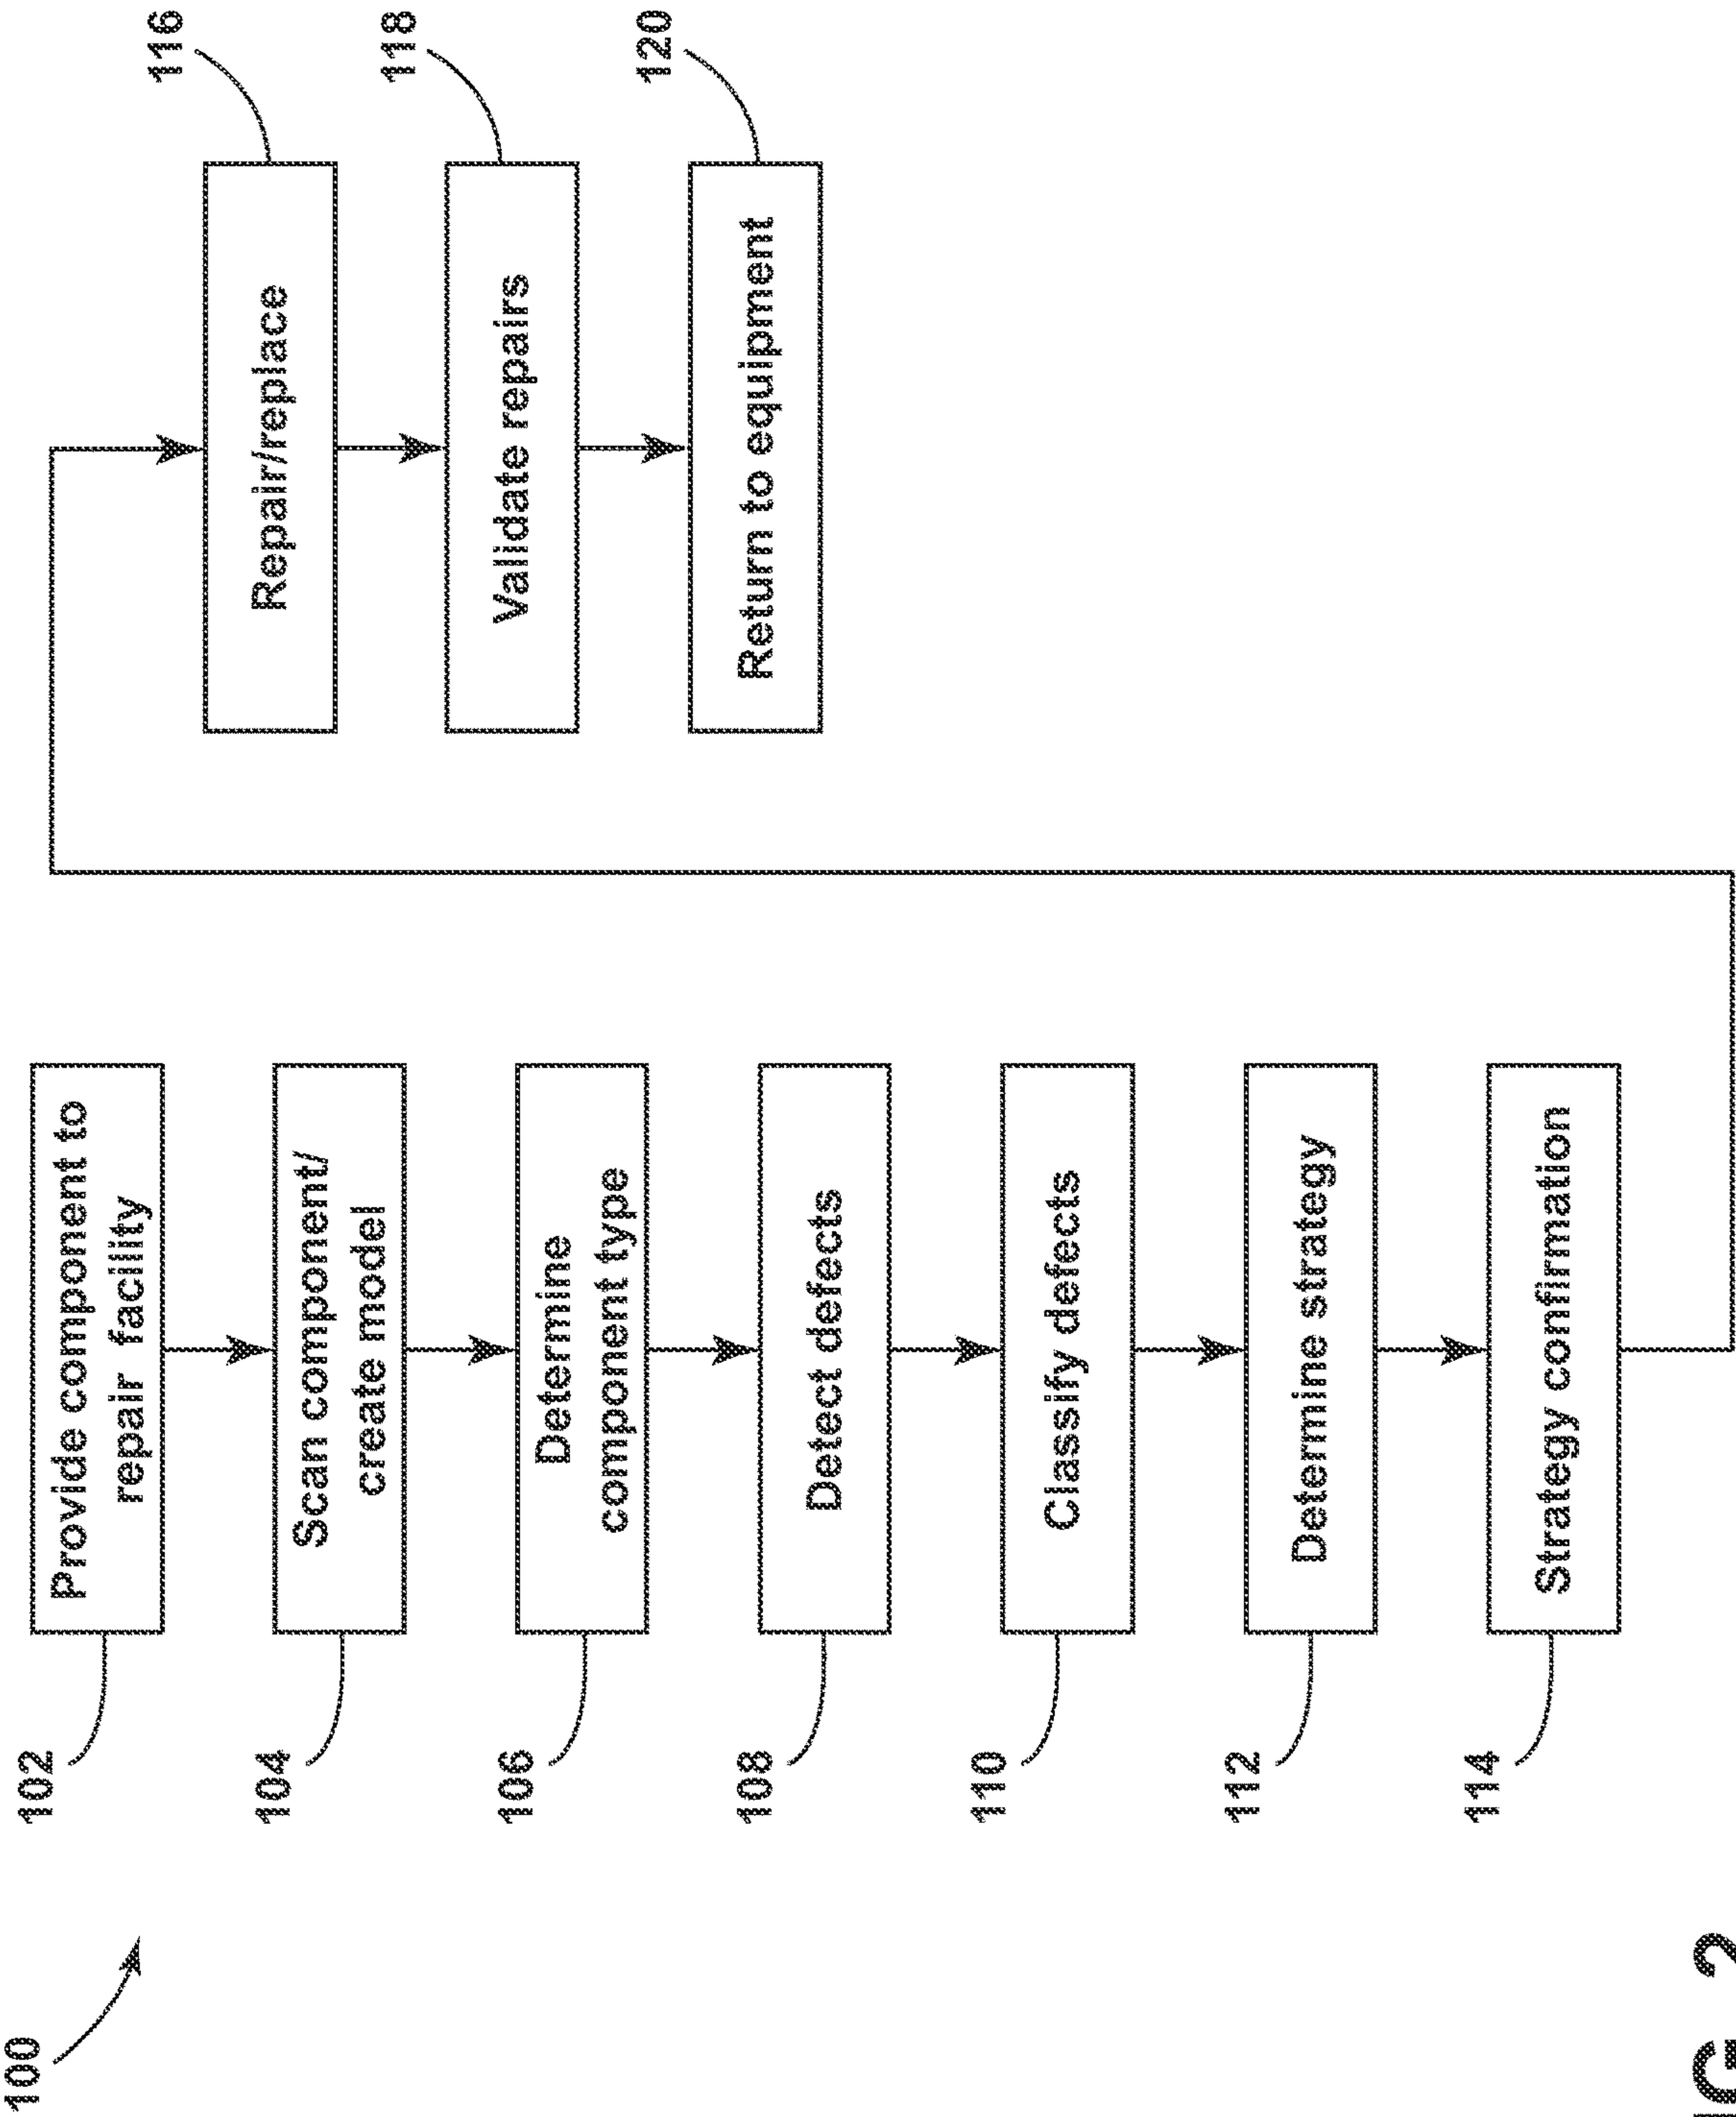 100
102
Provide component to
repair facility
104
Scan component/
create model
106
Determine
component type
108
Detect defects
110
Classify defects
112
Determine strategy
114
Strategy confirmation
116
Repair/replace
118
Validate repairs
120
Return to equipment
2